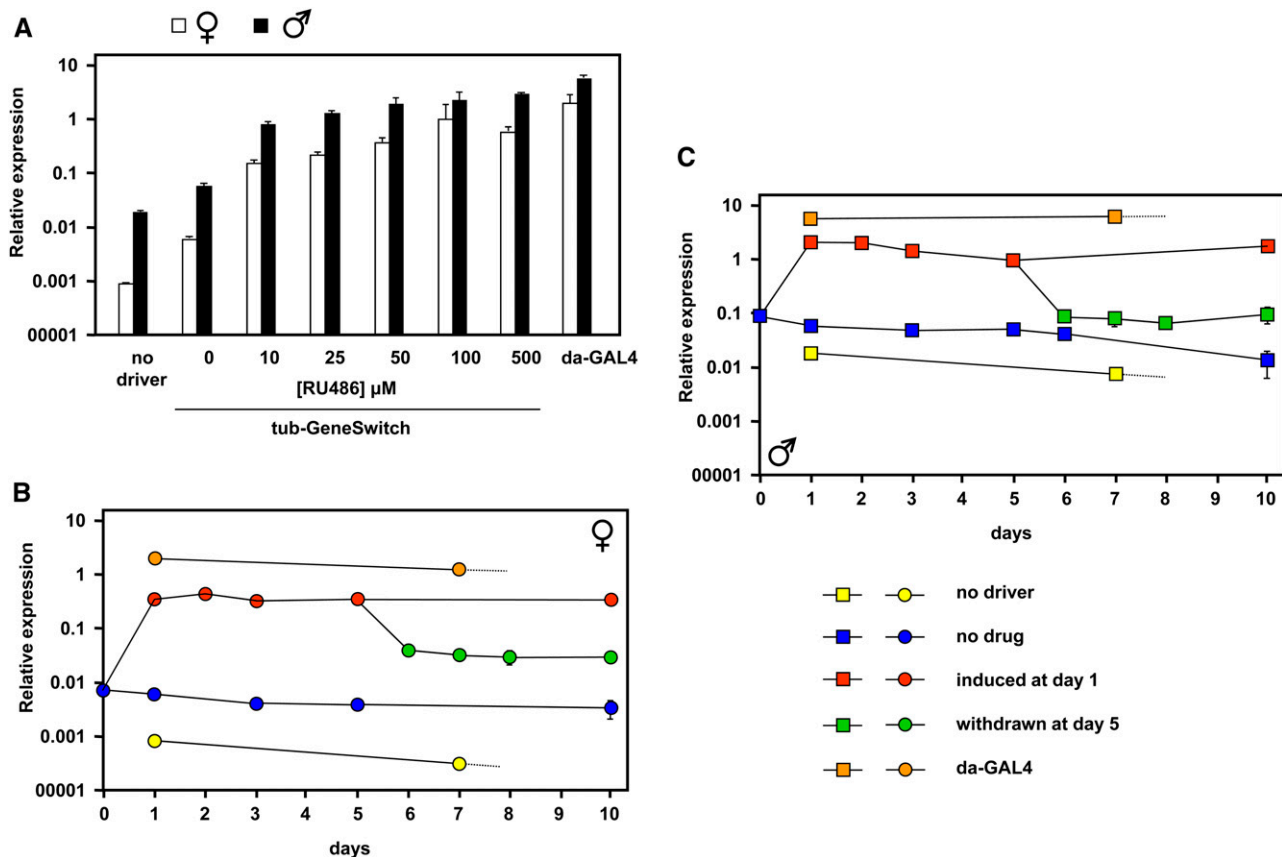 A
♀ ♂
Relative expression
10
1
0.1
0.01
0.001
00001
no driver 0 10 25 50 100 500 da-GAL4
[RU486] µM
tub-GeneSwitch
B
♀
Relative expression
10
1
0.1
0.01
0.001
00001
0 1 2 3 4 5 6 7 8 9 10
days
C
Relative expression
10
1
0.1
0.01
0.001
00001
♂
0 1 2 3 4 5 6 7 8 9 10
days
no driver
no drug
induced at day 1
withdrawn at day 5
da-GAL4